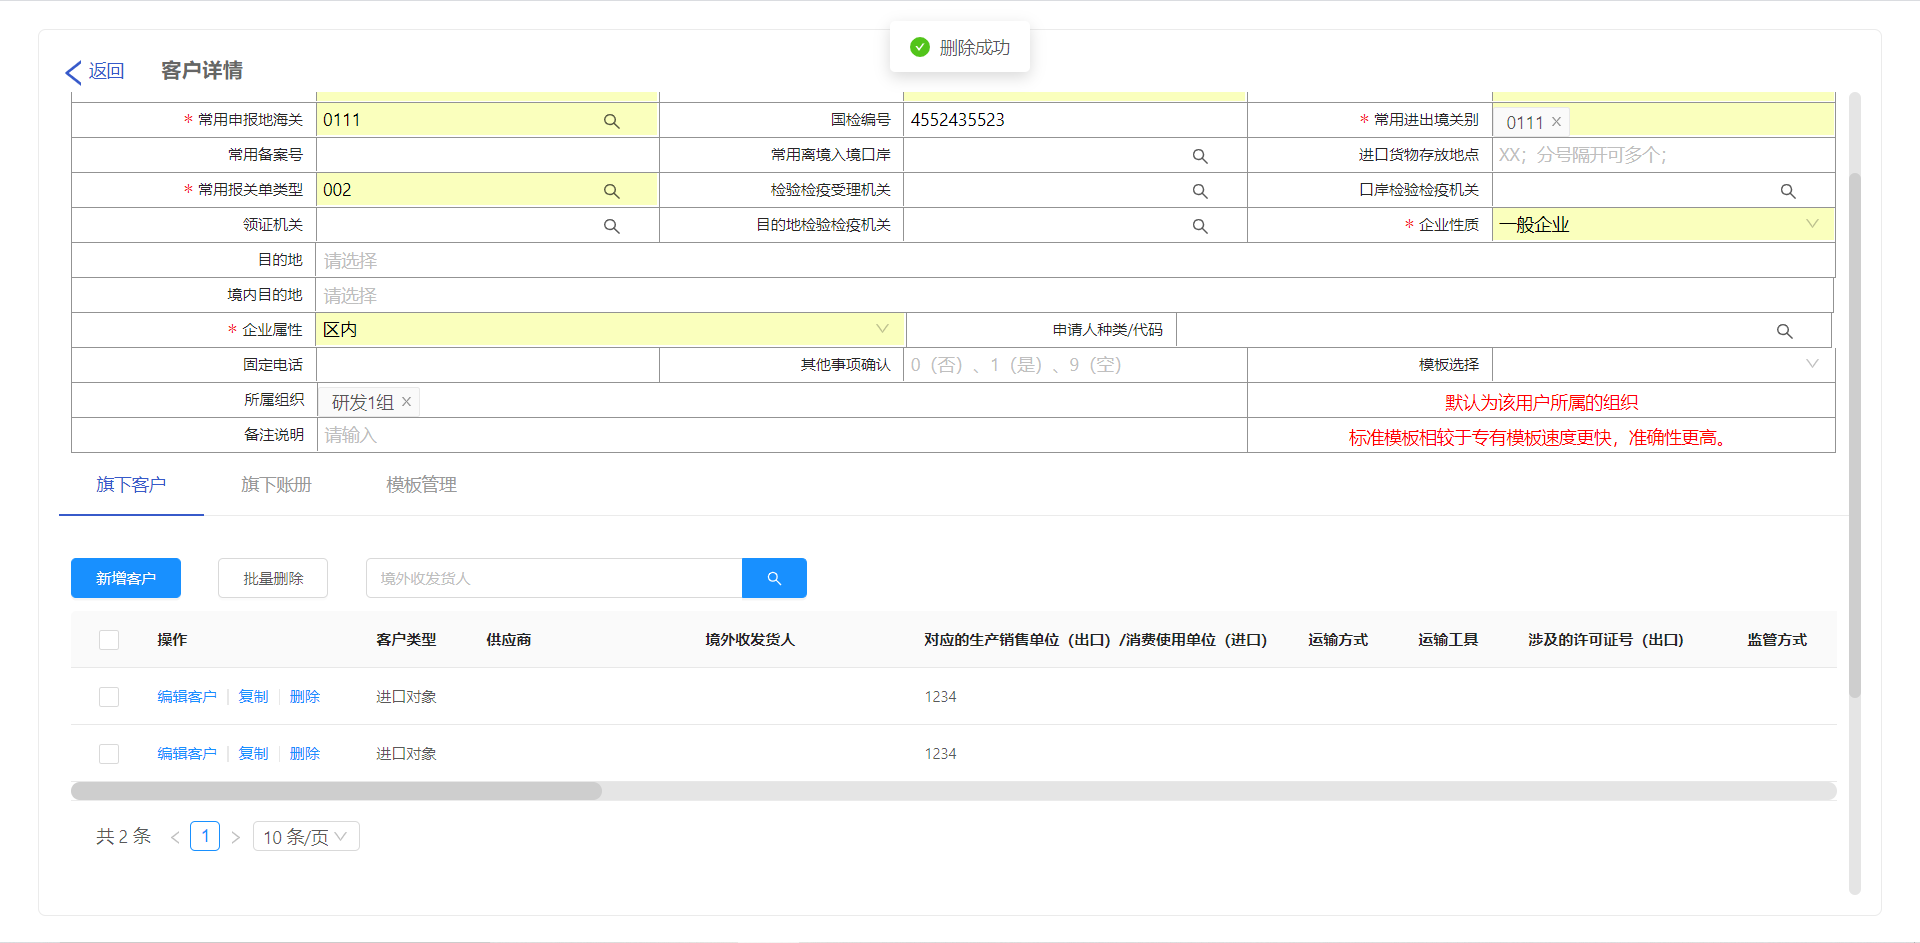 删除成功
返回 客户详情
* 常用申报地海关 0111 国检编号 4552435523 * 常用进出境关别 0111 ×
常用备案号 常用离境入境口岸 进口货物存放地点 XX；分号隔开可多个；
* 常用报关单类型 002 检验检疫受理机关 口岸检验检疫机关
领证机关 目的地检验检疫机关 * 企业性质 一般企业
目的地 请选择
境内目的地 请选择
* 企业属性 区内 申请人种类/代码
固定电话 其他事项确认 0（否）、1（是）、9（空） 模板选择
所属组织 研发1组 × 默认为该用户所属的组织
备注说明 请输入 标准模板相较于专有模板速度更快，准确性更高。
旗下客户 旗下账册 模板管理
新增客户 批量删除 境外收发货人
操作 客户类型 供应商 境外收发货人 对应的生产销售单位（出口）/消费使用单位（进口） 运输方式 运输工具 涉及的许可证号（出口） 监管方式
编辑客户 复制 删除 进口对象 1234
编辑客户 复制 删除 进口对象 1234
共 2 条 < 1 > 10 条/页